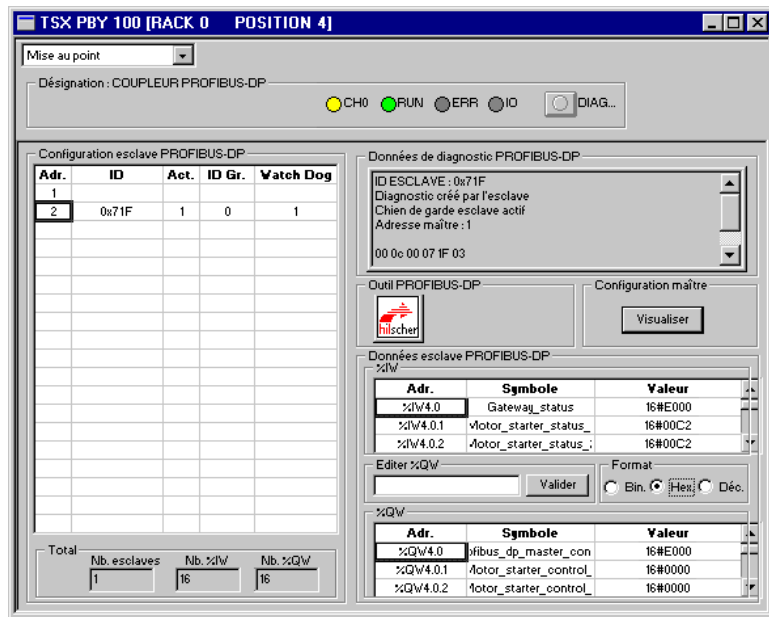 TSX PBY 100 [RACK 0 POSITION 4]
Mise au point
Désignation : COUPLEUR PROFIBUS-DP
CH0 RUN ERR IO DIAG...
Configuration esclave PROFIBUS-DP
Adr. ID Act. ID Gr. Watch Dog
1
2 0x71F 1 0 1
Total
Nb. esclaves Nb. %IW Nb. %QW
1 16 16
Données de diagnostic PROFIBUS-DP
ID ESCLAVE : 0x71F
Diagnostic créé par l'esclave
Chien de garde esclave actif
Adresse maître : 1
00 0c 00 07 1F 03
Outil PROFIBUS-DP
hilscher
Configuration maître
Visualiser
Données esclave PROFIBUS-DP
%IW
Adr. Symbole Valeur
%IW4.0 Gateway_status 16#E000
%IW4.0.1 Motor_starter_status_ 16#00C2
%IW4.0.2 Motor_starter_status_: 16#00C2
Editer %QW
Valider
Format
Bin. Hex. Déc.
%QW
Adr. Symbole Valeur
%QW4.0 ofibus_dp_master_con 16#E000
%QW4.0.1 Motor_starter_control_ 16#0000
%QW4.0.2 Motor_starter_control_ 16#0000